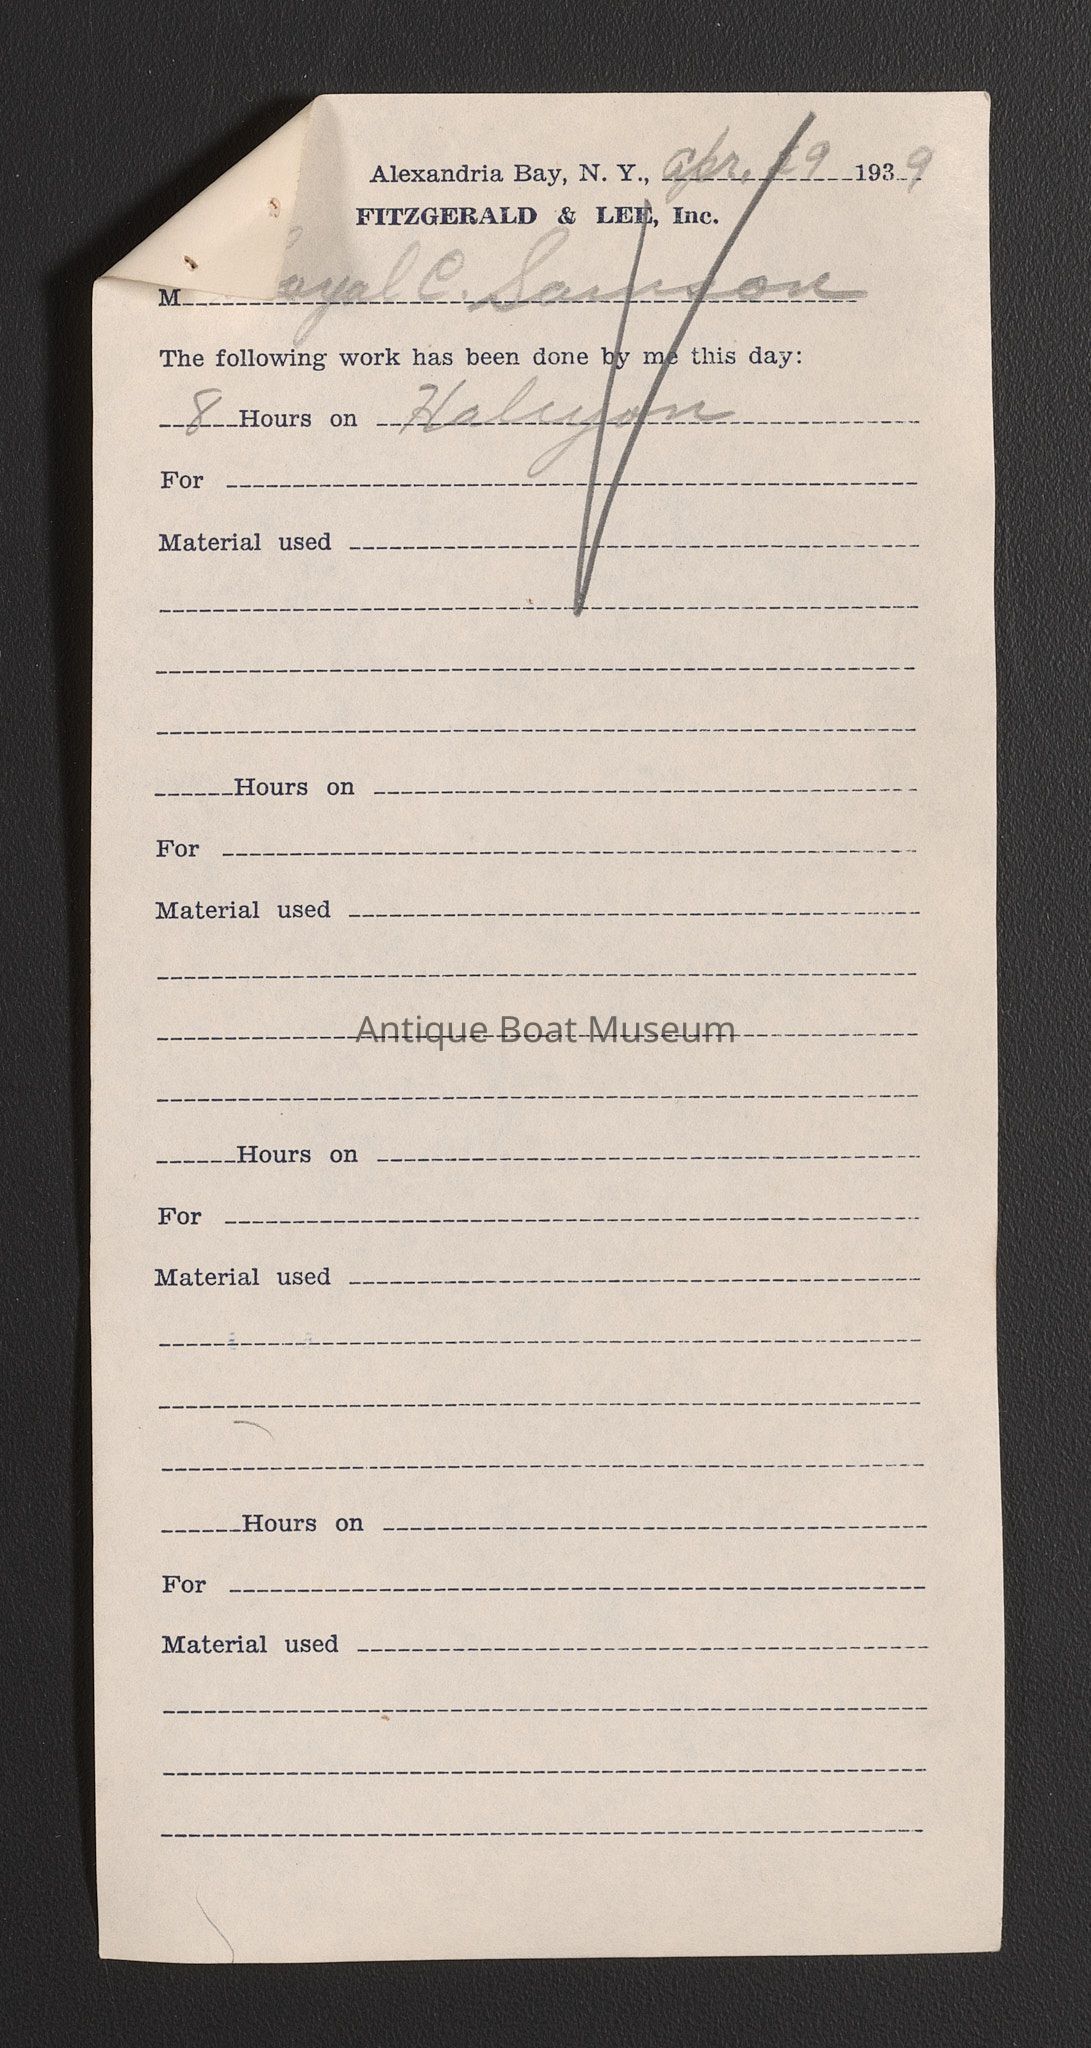 Alexandria Bay, N. Y., Apr. 19 1939
FITZGERALD & LEE, Inc.
M oyal C. Samson
The following work has been done by me this day:
8 Hours on Halcyon
For
Material used
Hours on
For
Material used
Antique Boat Museum
Hours on
For
Material used
Hours on
For
Material used